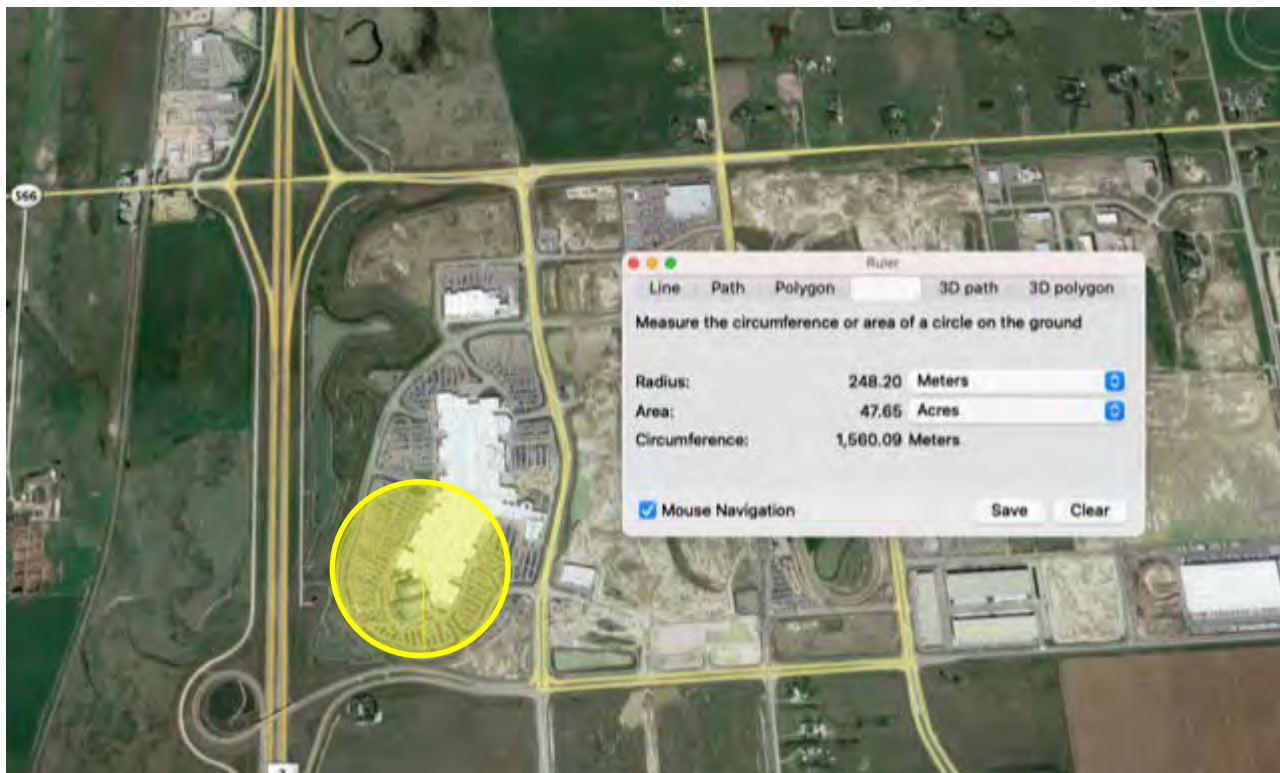 566
Ruler
Line Path Polygon 3D path 3D polygon
Measure the circumference or area of a circle on the ground
Radius: 248.20 Meters
Area: 47.65 Acres
Circumference: 1,560.09 Meters
Mouse Navigation Save Clear